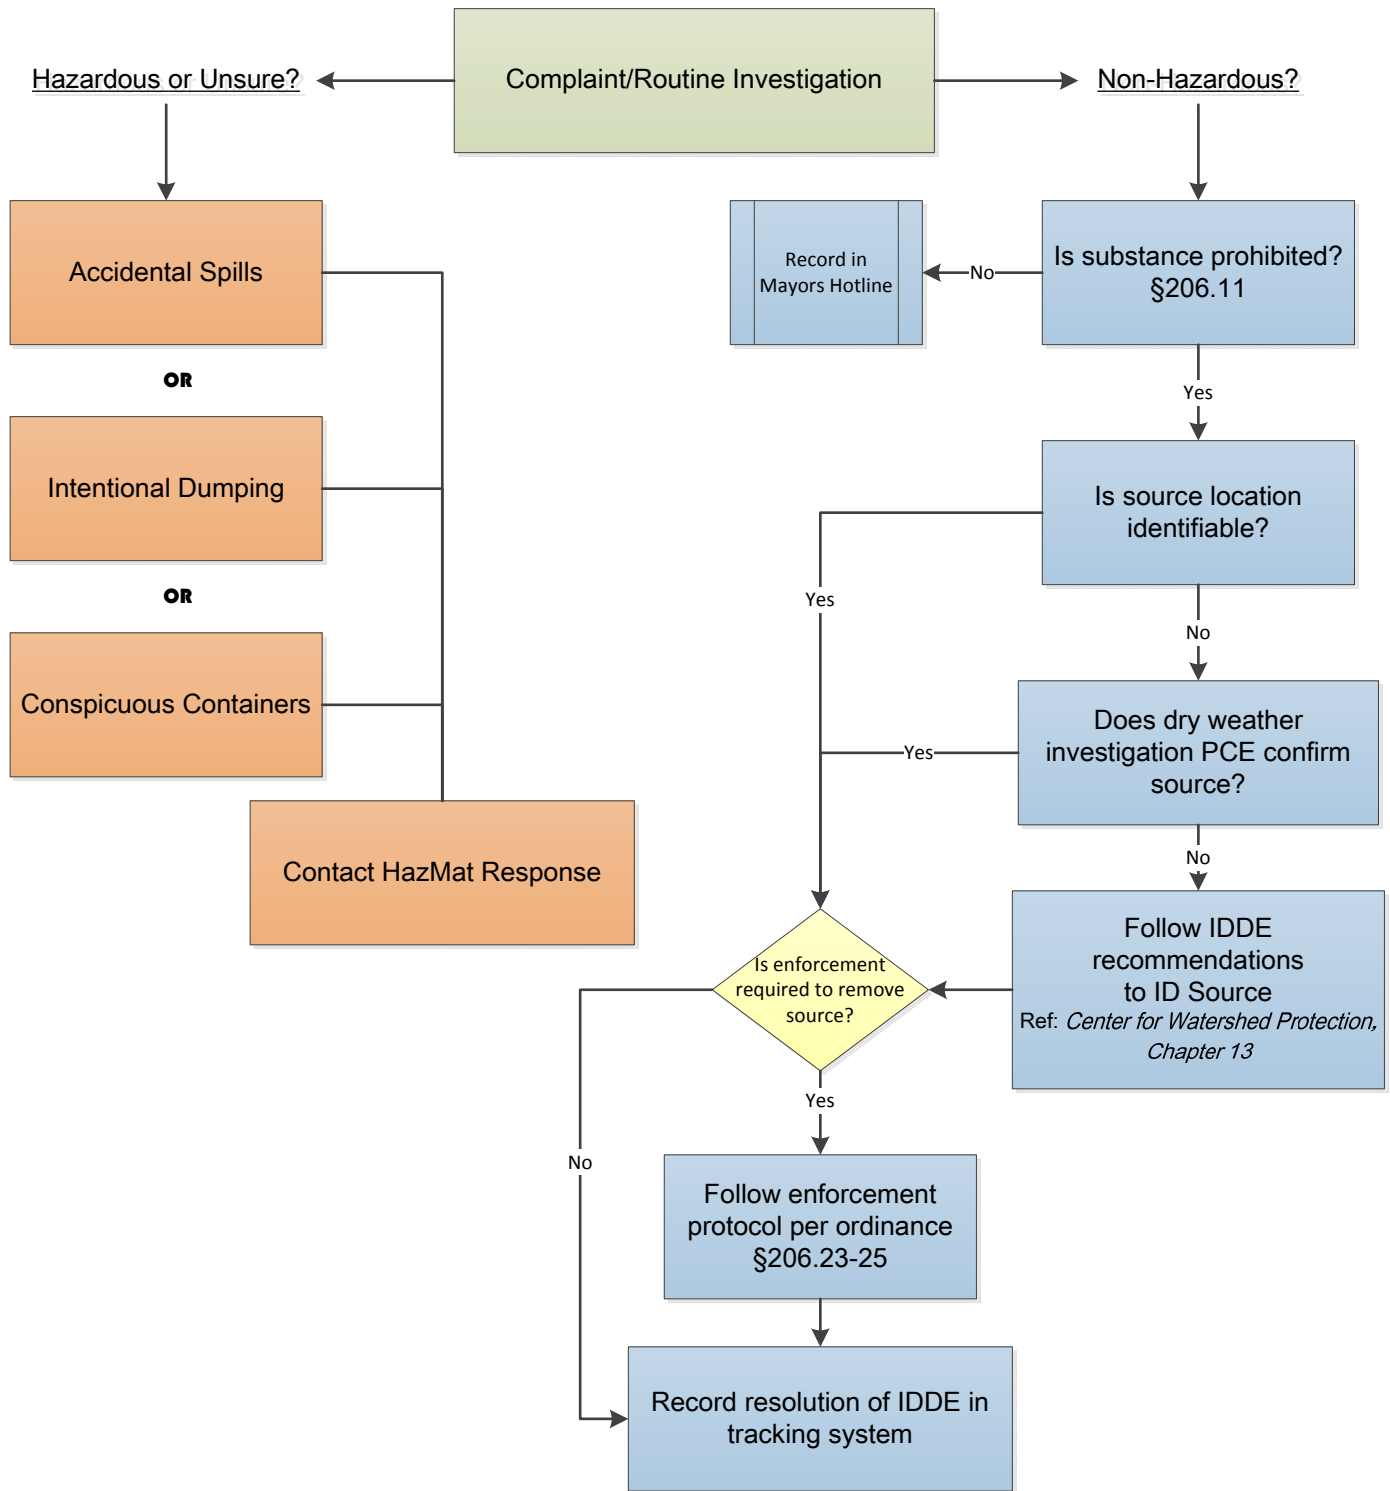 Complaint/Routine Investigation
Hazardous or Unsure?
Non-Hazardous?
Accidental Spills
OR
Intentional Dumping
OR
Conspicuous Containers
Contact HazMat Response
Is substance prohibited?
§206.11
No
Record in
Mayors Hotline
Yes
Is source location
identifiable?
Yes
No
Does dry weather
investigation PCE confirm
source?
Yes
No
Follow IDDE
recommendations
to ID Source
Ref: Center for Watershed Protection,
Chapter 13
Is enforcement
required to remove
source?
Yes
No
Follow enforcement
protocol per ordinance
§206.23-25
Record resolution of IDDE in
tracking system